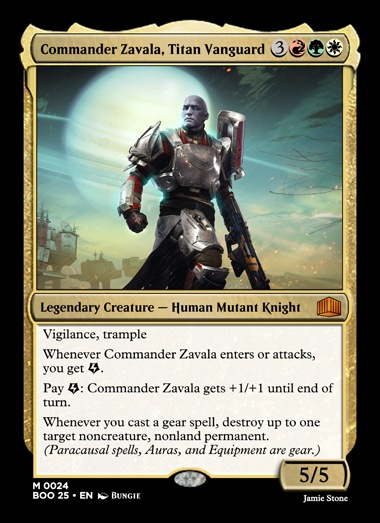 Commander Zavala, Titan Vanguard 3
Legendary Creature — Human Mutant Knight
Vigilance, trample
Whenever Commander Zavala enters or attacks,
you get .
Pay : Commander Zavala gets +1/+1 until end of
turn.
Whenever you cast a gear spell, destroy up to one
target noncreature, nonland permanent.
(Paracausal spells, Auras, and Equipment are gear.)
5/5
M 0024
BOO 25 • EN Bungie
Jamie Stone